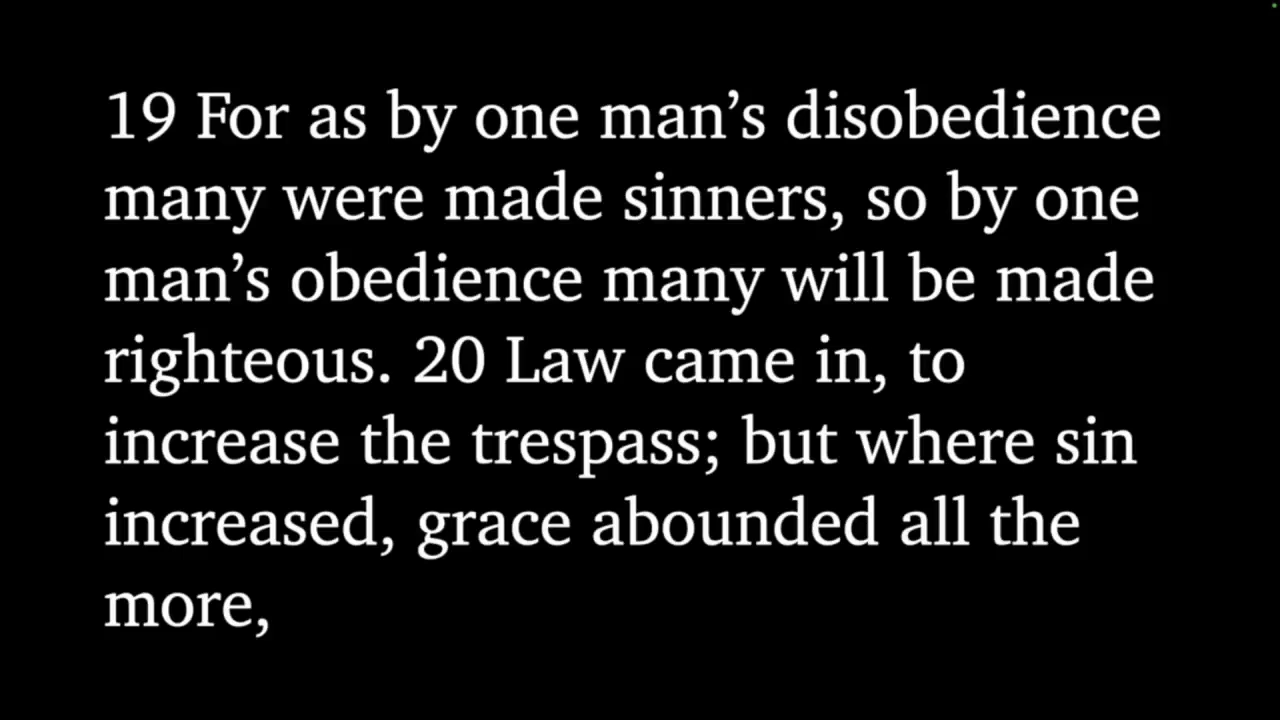 19 For as by one man’s disobedience
many were made sinners, so by one
man’s obedience many will be made
righteous. 20 Law came in, to
increase the trespass; but where sin
increased, grace abounded all the
more,